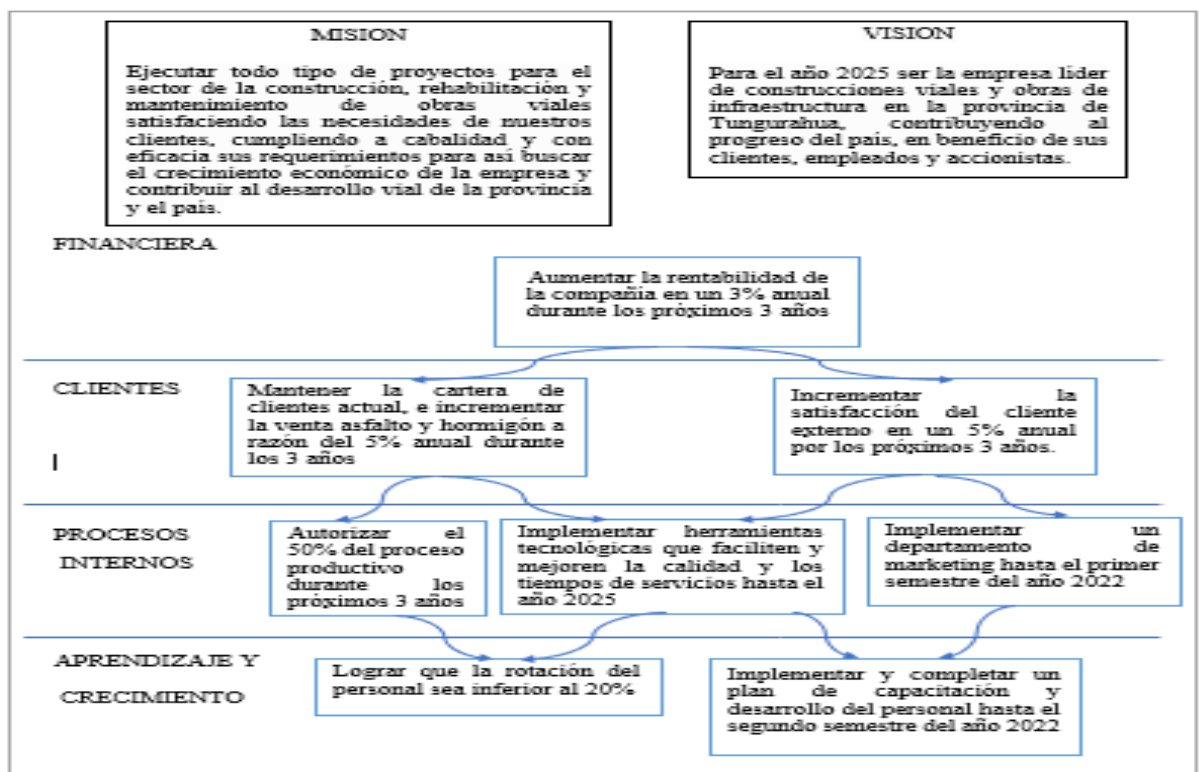 MISION
Ejecutar todo tipo de proyectos para el
sector de la construcción, rehabilitación y
mantenimiento de obras viales
satisfaciendo las necesidades de nuestros
clientes, cumpliendo a cabalidad y con
eficacia sus requerimientos para así buscar
el crecimiento económico de la empresa y
contribuir al desarrollo vial de la provincia
y el país.
VISION
Para el año 2025 ser la empresa líder
de construcciones viales y obras de
infraestructura en la provincia de
Tungurahua, contribuyendo al
progreso del país, en beneficio de sus
clientes, empleados y accionistas.
FINANCIERA
Aumentar la rentabilidad de
la compañía en un 3% anual
durante los próximos 3 años
CLIENTES
Mantener la cartera de
clientes actual, e incrementar
la venta asfalto y hormigón a
razón del 5% anual durante
los 3 años
Incrementar la
satisfacción del cliente
externo en un 5% anual
por los próximos 3 años.
PROCESOS
INTERNOS
Autorizar el
50% del proceso
productivo
durante los
próximos 3 años
Implementar herramientas
tecnológicas que faciliten y
mejoren la calidad y los
tiempos de servicios hasta el
año 2025
Implementar un
departamento de
marketing hasta el primer
semestre del año 2022
APRENDIZAJE Y
CRECIMIENTO
Lograr que la rotación del
personal sea inferior al 20%
Implementar y completar un
plan de capacitación y
desarrollo del personal hasta el
segundo semestre del año 2022